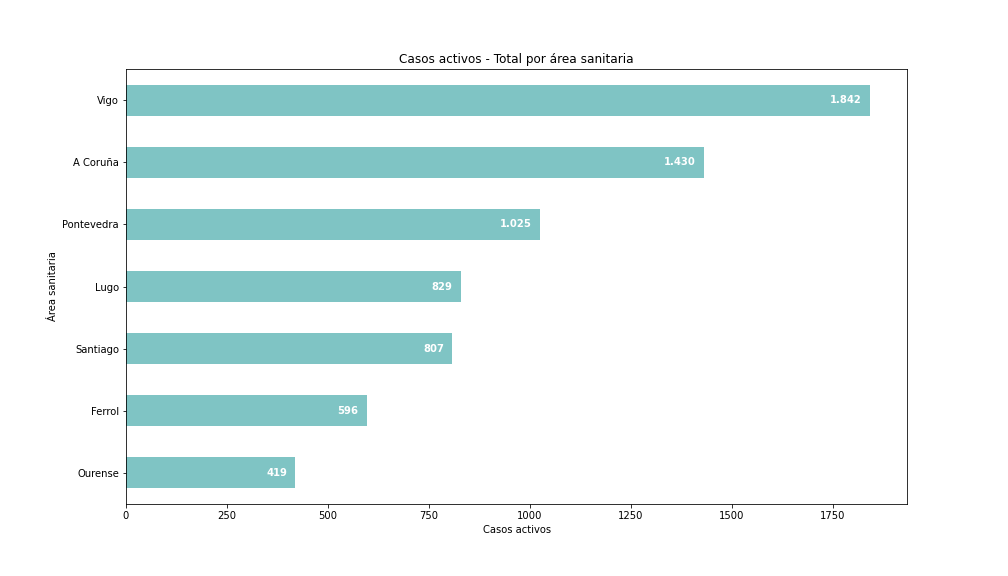 Casos activos - Total por área sanitaria
Área sanitaria
Vigo
1.842
A Coruña
1.430
Pontevedra
1.025
Lugo
829
Santiago
807
Ferrol
596
Ourense
419
0 250 500 750 1000 1250 1500 1750
Casos activos